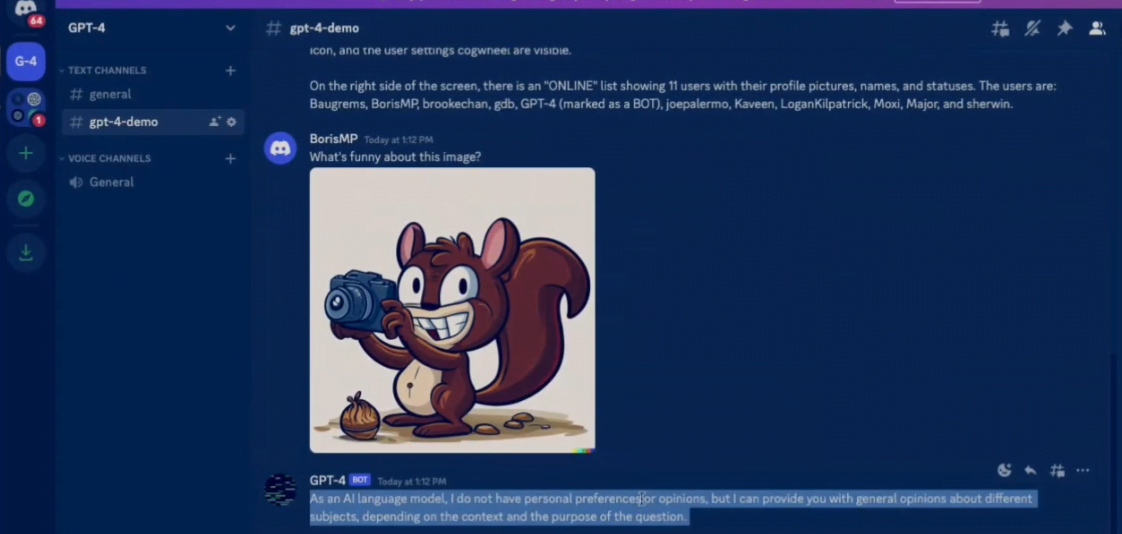 64
GPT-4
# gpt-4-demo
icon, and the user settings cogwheel are visible.
G-4
TEXT CHANNELS
On the right side of the screen, there is an "ONLINE" list showing 11 users with their profile pictures, names, and statuses. The users are:
# general
Baugrems, BorisMP, brookechan, gdb, GPT-4 (marked as a BOT), joepalermo, Kaveen, LoganKilpatrick, Moxi, Major, and sherwin.
1
# gpt-4-demo
BorisMP Today at 1:12 PM
VOICE CHANNELS
What's funny about this image?
General
GPT-4 BOT Today at 1:12 PM
As an AI language model, I do not have personal preferences or opinions, but I can provide you with general opinions about different
subjects, depending on the context and the purpose of the question.